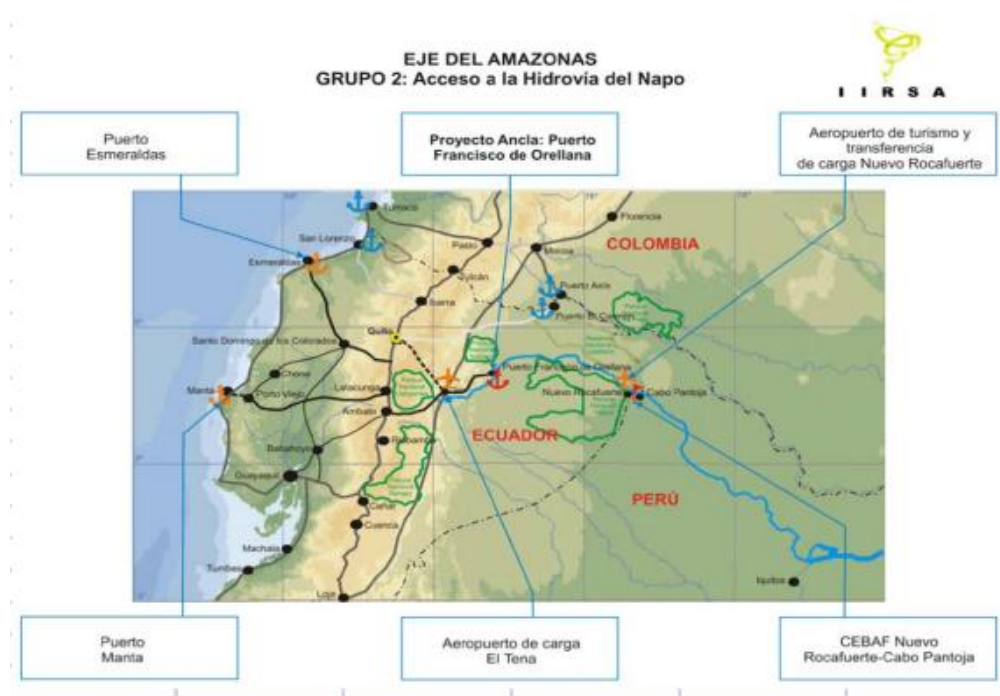 EJE DEL AMAZONAS
GRUPO 2: Acceso a la Hidrovía del Napo
I I R S A
Puerto
Esmeraldas
Proyecto Ancla: Puerto
Francisco de Orellana
Aeropuerto de turismo y
transferencia
de carga Nuevo Rocafuerte
Tumaco
Florencia
San Lorenzo
Pasto
Mocoa
COLOMBIA
Esmeraldas
Tulcán
Puerto Asís
Ibarra
Puerto El Carmen
Quito
Santo Domingo de los Colorados
Puerto Francisco de Orellana
Chone
Manta
Porto Viejo
Latacunga
Nuevo Rocafuerte
Cabo Pantoja
Ambato
ECUADOR
Babahoyo
Riobamba
Guayaquil
PERÚ
Cañar
Cuenca
Machala
Tumbes
Iquitos
Loja
Puerto
Manta
Aeropuerto de carga
El Tena
CEBAF Nuevo
Rocafuerte-Cabo Pantoja